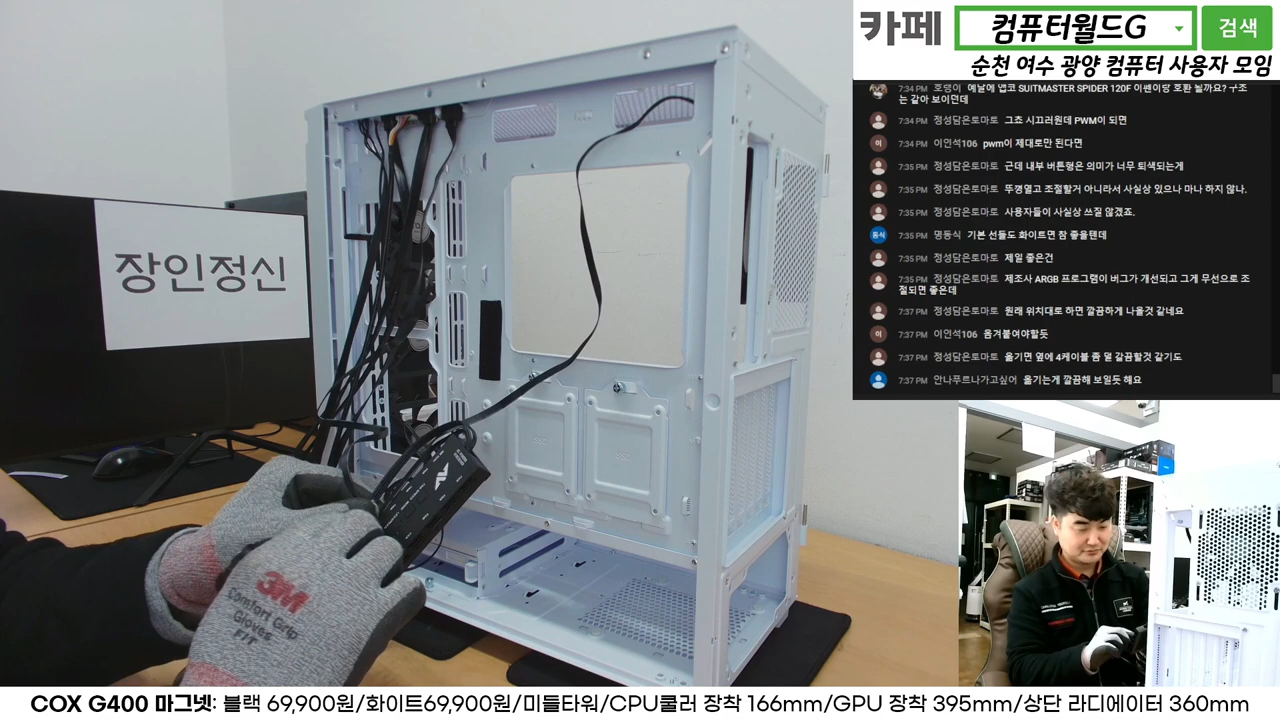 카페 컴퓨터월드G 검색
순천 여수 광양 컴퓨터 사용자 모임
7:34 PM 호댕이 예날에 앱코 SUITMASTER SPIDER 120F 이팬이랑 호환 될까요? 구조
는 같아 보이던데
7:34 PM 정성담은토마토 그쵸 시끄러원데 PWM이 되면
이 7:34 PM 이인석106 pwm이 제대로만 된다면
7:35 PM 정성담은토마토 근데 내부 버튼형은 의미가 너무 퇴색되는게
7:35 PM 정성담은토마토 뚜껑열고 조절할거 아니라서 사실상 있으나 마나 하지 않나.
7:35 PM 정성담은토마토 사용자들이 사실상 쓰질 않겠죠.
동식 7:35 PM 명동식 기본 선들도 화이트면 참 좋을텐데
7:35 PM 정성담은토마토 제일 좋은건
7:35 PM 정성담은토마토 제조사 ARGB 프로그램이 버그가 개선되고 그게 무선으로 조
절되면 좋은데
7:37 PM 정성담은토마토 원래 위치대로 하면 깔끔하게 나올것 같네요
이 7:37 PM 이인석106 옴겨붙여야할듯
7:37 PM 정성담은토마토 옮기면 옆에 4케이블 좀 덜 깔끔할것 같기도
7:37 PM 안나푸르나가고싶어 옮기는게 깔끔해 보일듯 해요
장인정신
3M
Comfort Grip
Gloves
FIT
COX G400 마그넷: 블랙 69,900원/화이트69,900원/미들타워/CPU쿨러 장착 166mm/GPU 장착 395mm/상단 라디에이터 360mm